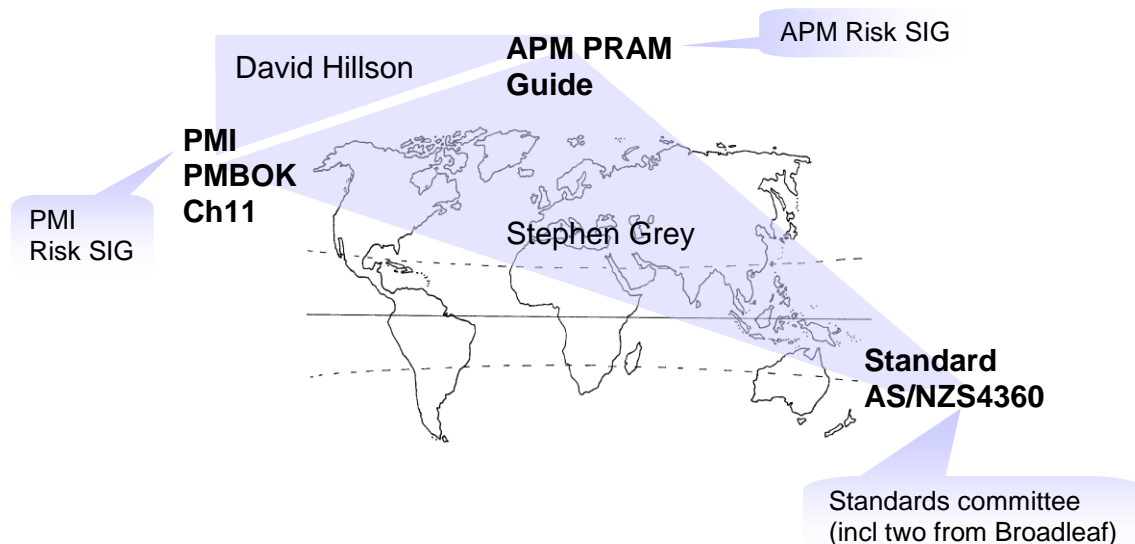 APM Risk SIG
APM PRAM
Guide
David Hillson
PMI
PMBOK
Ch11
PMI
Risk SIG
Stephen Grey
Standard
AS/NZS4360
Standards committee
(incl two from Broadleaf)